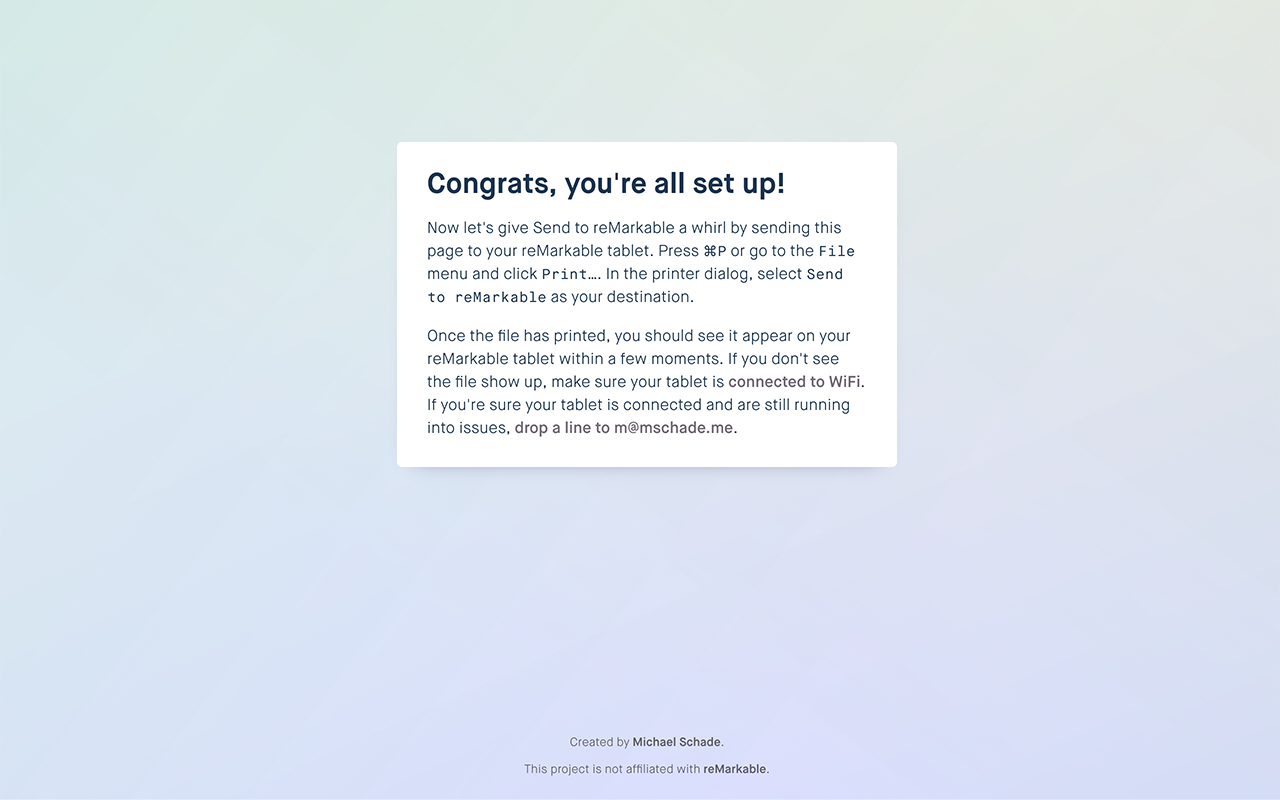 Congrats, you're all set up!
Now let's give Send to reMarkable a whirl by sending this
page to your reMarkable tablet. Press ⌘P or go to the File
menu and click Print…. In the printer dialog, select Send
to reMarkable as your destination.
Once the file has printed, you should see it appear on your
reMarkable tablet within a few moments. If you don't see
the file show up, make sure your tablet is connected to WiFi.
If you're sure your tablet is connected and are still running
into issues, drop a line to m@mschade.me.
Created by Michael Schade.
This project is not affiliated with reMarkable.